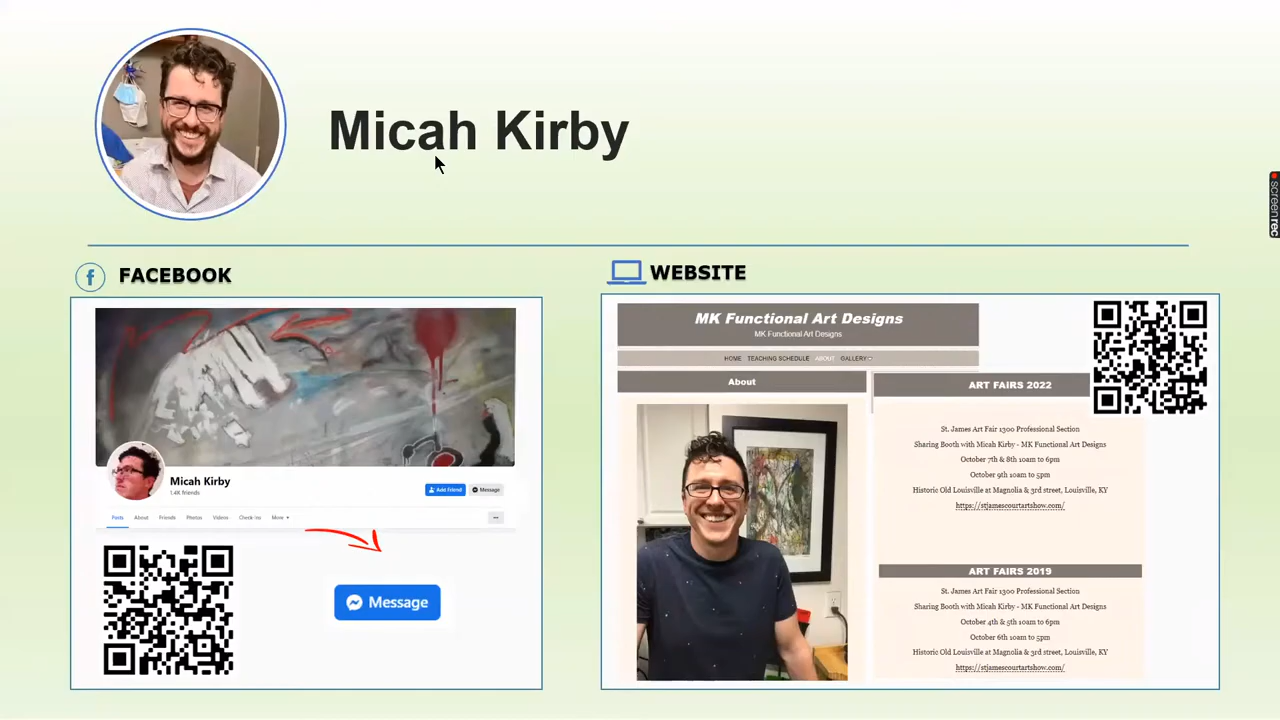 Micah Kirby
FACEBOOK
Micah Kirby
1.4K friends
Add Friend
Message
Posts
About
Friends
Photos
Videos
Check Ins
More
Message
WEBSITE
MK Functional Art Designs
MK Functional Art Designs
HOME
TEACHING SCHEDULE
ABOUT
GALLERY
About
ART FAIRS 2022
St. James Art Fair 1300 Professional Section
Sharing Booth with Micah Kirby - MK Functional Art Designs
October 7th & 8th 10am to 6pm
October 9th 10am to 5pm
Historic Old Louisville at Magnolia & 3rd street, Louisville, KY
https://stjamescourtartshow.com/
ART FAIRS 2019
St. James Art Fair 1300 Professional Section
Sharing Booth with Micah Kirby - MK Functional Art Designs
October 4th & 5th 10am to 6pm
October 6th 10am to 5pm
Historic Old Louisville at Magnolia & 3rd street, Louisville, KY
https://stjamescourtartshow.com/
screenrec